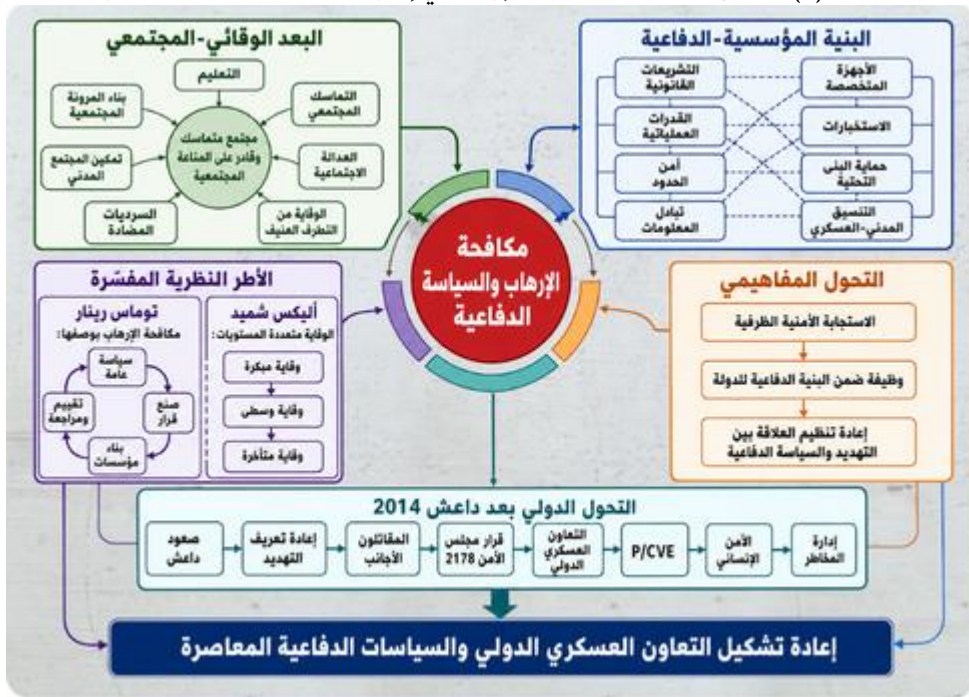 البنية المؤسسية-الدفاعية
الأجهزة
المتخصصة
الاستخبارات
حماية البنى
التحتية
التنسيق
المدني-العسكري
التشريعات
القانونية
القدرات
العملياتية
أمن
الحدود
تبادل
المعلومات
البعد الوقائي-المجتمعي
التعليم
التماسك
المجتمعي
العدالة
الاجتماعية
الوقاية من
التطرف العنيف
السرديات
المضادة
تمكين المجتمع
المدني
بناء المرونة
المجتمعية
مجتمع متماسك
وقادر على المناعة
المجتمعية
مكافحة
الإرهاب والسياسة
الدفاعية
التحول المفاهيمي
الاستجابة الأمنية الظرفية
وظيفة ضمن البنية الدفاعية للدولة
إعادة تنظيم العلاقة بين
التهديد والسياسة الدفاعية
الأطر النظرية المفسّرة
أليكس شميد
الوقاية متعددة المستويات:
وقاية مبكرة
وقاية وسطى
وقاية متأخرة
توماس رينار
مكافحة الإرهاب بوصفها:
سياسة
عامة
صنع
قرار
بناء
مؤسسات
تقييم
ومراجعة
التحول الدولي بعد داعش 2014
صعود
داعش
إعادة تعريف
التهديد
المقاتلون
الأجانب
قرار مجلس
الأمن 2178
التعاون
العسكري
الدولي
P/CVE
الأمن
الإنساني
إدارة
المخاطر
إعادة تشكيل التعاون العسكري الدولي والسياسات الدفاعية المعاصرة